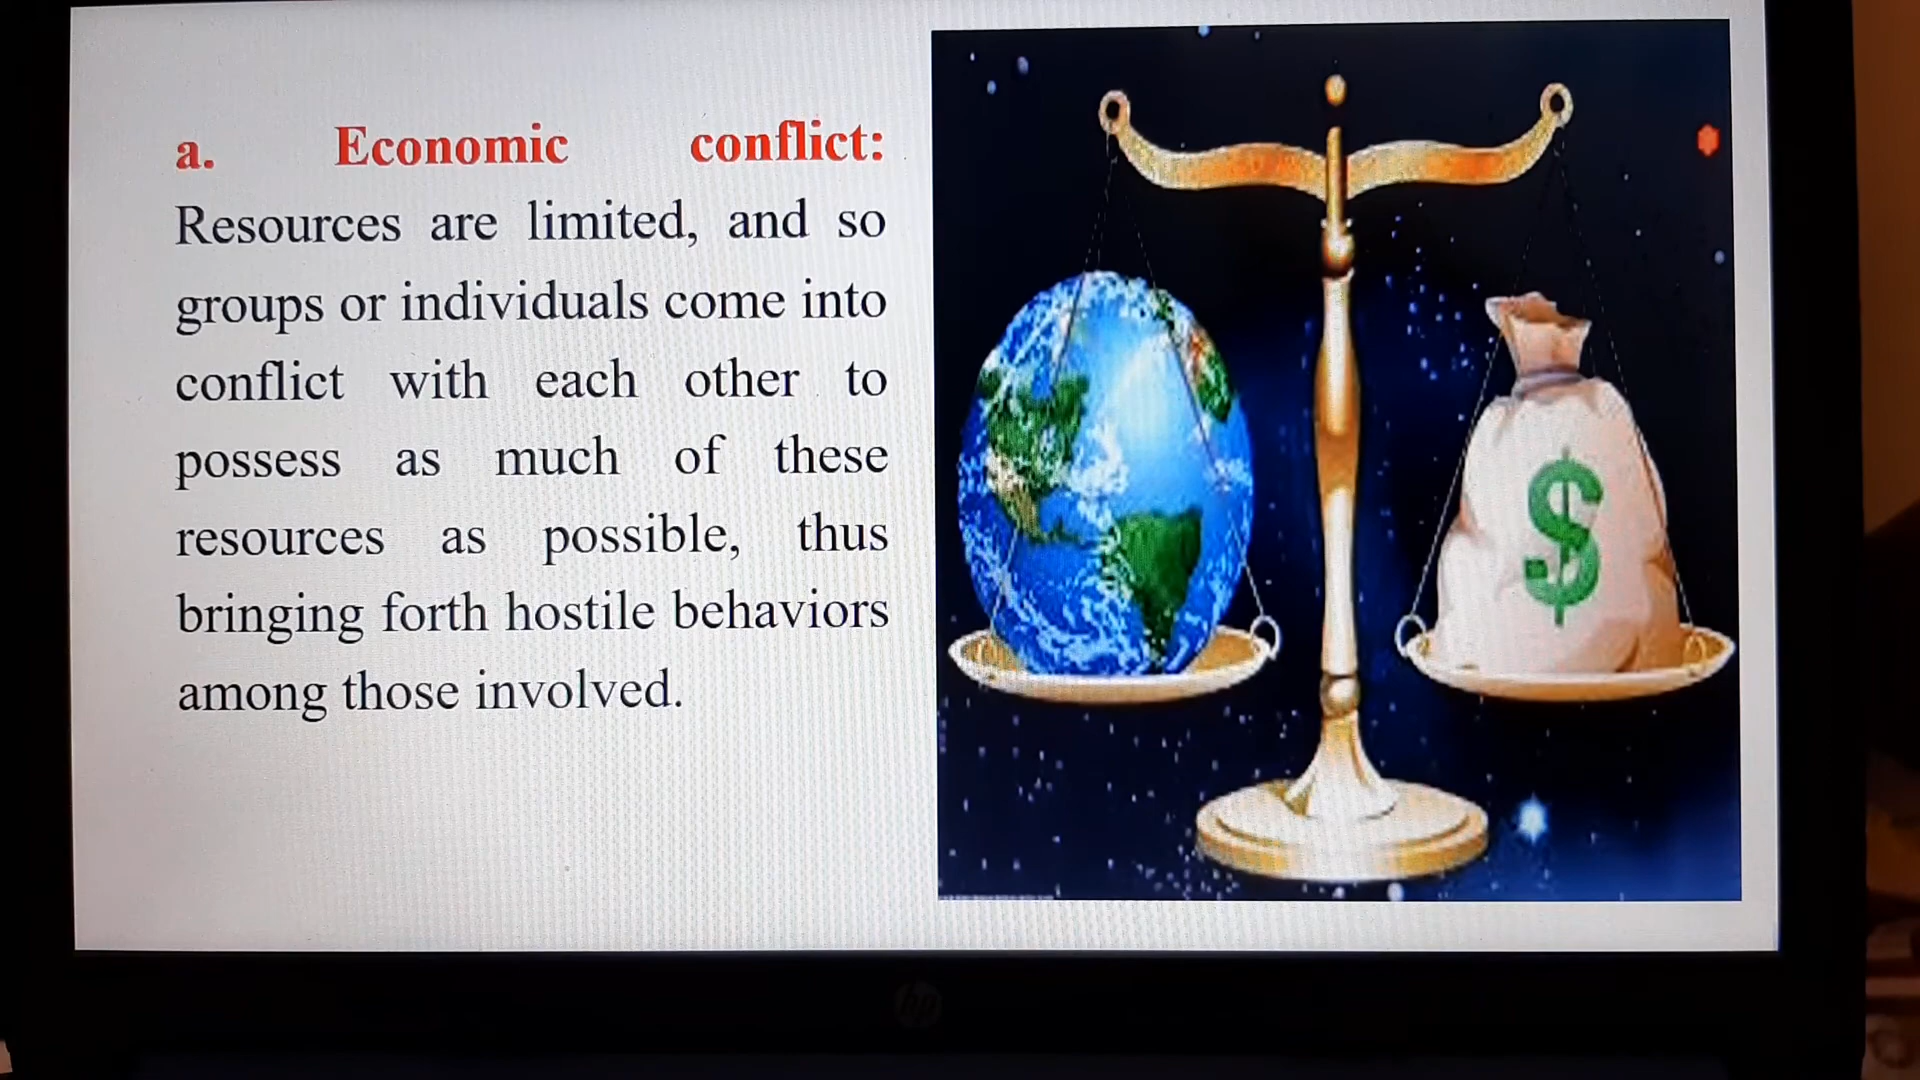 a. Economic conflict:
Resources are limited, and so
groups or individuals come into
conflict with each other to
possess as much of these
resources as possible, thus
bringing forth hostile behaviors
among those involved.
$
hp